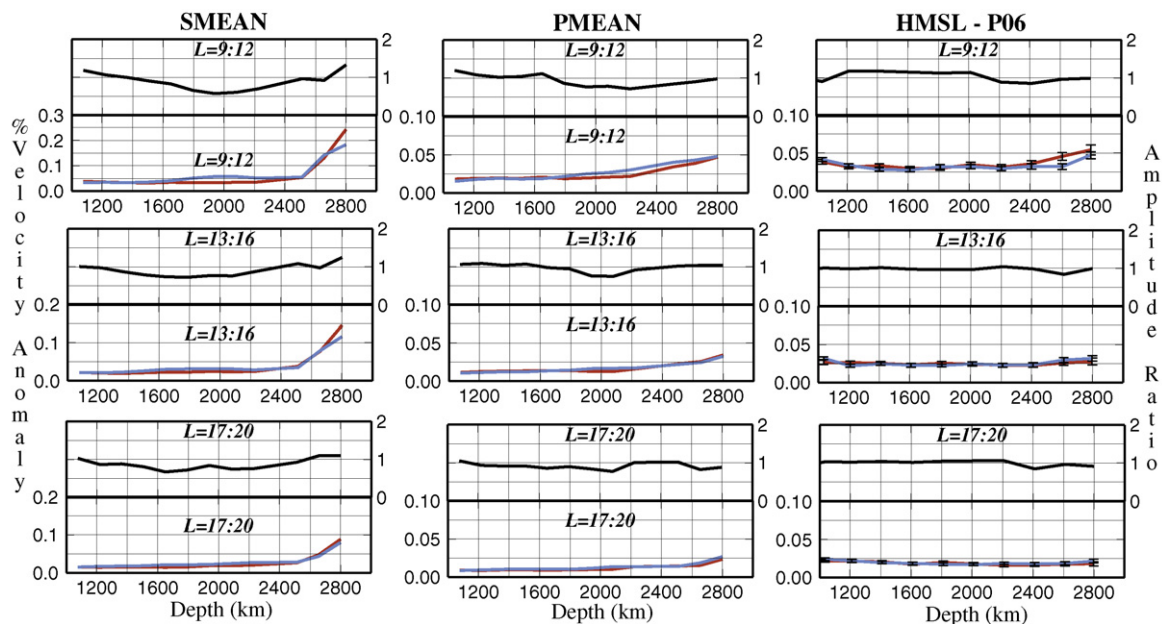 SMEAN PMEAN HMSL - P06
L=9:12 L=9:12 L=9:12
2 2 2
1 1 1
0 0 0
0.3 0.10 0.10
L=9:12 L=9:12 L=9:12
0.2
0.1 0.05 0.05
0.0 0.00 0.00
1200 1600 2000 2400 2800 1200 1600 2000 2400 2800 1200 1600 2000 2400 2800
L=13:16 L=13:16 L=13:16
2 2 2
1 1 1
0 0 0
0.2 0.10 0.10
L=13:16 L=13:16
0.1 0.05 0.05
0.0 0.00 0.00
1200 1600 2000 2400 2800 1200 1600 2000 2400 2800 1200 1600 2000 2400 2800
L=17:20 L=17:20 L=17:20
2 2 2
1 1 1
0 0 0
0.2 0.10 0.10
L=17:20 L=17:20
0.1 0.05 0.05
0.0 0.00 0.00
1200 1600 2000 2400 2800 1200 1600 2000 2400 2800 1200 1600 2000 2400 2800
Depth (km) Depth (km) Depth (km)
% Velocity Anomaly
Amplitude Ratio